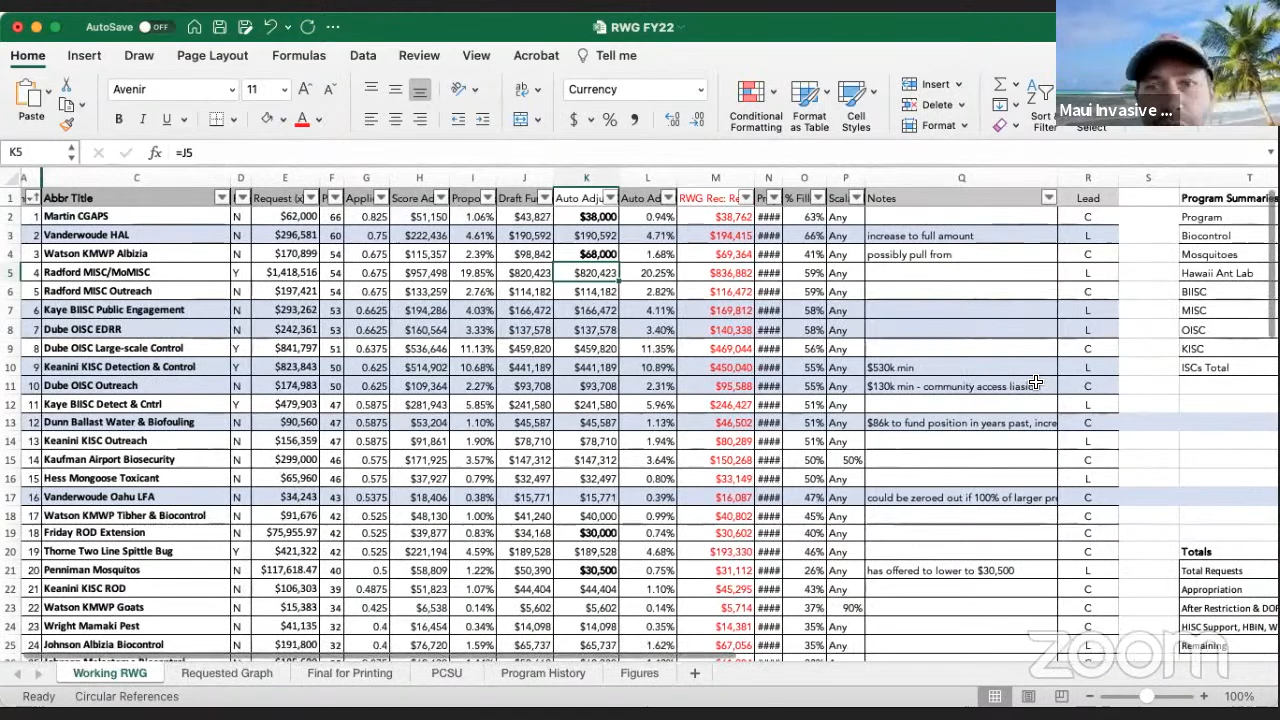 AutoSave OFF ... RWG FY22
Home Insert Draw Page Layout Formulas Data Review View Acrobat Tell me
Paste Avenir 11 Currency Conditional Formatting Format as Table Cell Styles Insert Delete Format Sort & Filter Select
Maui Invasive ...
K5 fx =J5
A C D E F G H I J K L M N O P Q R S T
1 Abbr Title Request (x Applic Score Ad Propo Draft Fu Auto Adju Auto Ad RWG Rec: Re % Fill Scal Notes Lead Program Summaries
2 1 Martin CGAPS N $62,000 66 0.825 $51,150 1.06% $43,827 $38,000 0.94% $38,762 #### 63% Any C Program
3 2 Vanderwoude HAL N $296,581 60 0.75 $222,436 4.61% $190,592 $190,592 4.71% $194,415 #### 66% Any increase to full amount L Biocontrol
4 3 Watson KMWP Albizia N $170,899 54 0.675 $115,357 2.39% $98,842 $68,000 1.68% $69,364 #### 41% Any possibly pull from C Mosquitoes
5 4 Radford MISC/MoMISC Y $1,418,516 54 0.675 $957,498 19.85% $820,423 $820,423 20.25% $836,882 #### 59% Any L Hawaii Ant Lab
6 5 Radford MISC Outreach N $197,421 54 0.675 $133,259 2.76% $114,182 $114,182 2.82% $116,472 #### 59% Any C BIISC
7 6 Kaye BIISC Public Engagement N $293,262 53 0.6625 $194,286 4.03% $166,472 $166,472 4.11% $169,812 #### 58% Any L MISC
8 7 Dube OISC EDRR N $242,361 53 0.6625 $160,564 3.33% $137,578 $137,578 3.40% $140,338 #### 58% Any L OISC
9 8 Dube OISC Large-scale Control Y $841,797 51 0.6375 $536,646 11.13% $459,820 $459,820 11.35% $469,044 #### 56% Any C KISC
10 9 Keanini KISC Detection & Control Y $823,843 50 0.625 $514,902 10.68% $441,189 $441,189 10.89% $450,040 #### 55% Any $530k min L ISCs Total
11 10 Dube OISC Outreach N $174,983 50 0.625 $109,364 2.27% $93,708 $93,708 2.31% $95,588 #### 55% Any $130k min - community access liasion C
12 11 Kaye BIISC Detect & Cntrl Y $479,903 47 0.5875 $281,943 5.85% $241,580 $241,580 5.96% $246,427 #### 51% Any L
13 12 Dunn Ballast Water & Biofouling N $90,560 47 0.5875 $53,204 1.10% $45,587 $45,587 1.13% $46,502 #### 51% Any $86k to fund position in years past, incre C
14 13 Keanini KISC Outreach N $156,359 47 0.5875 $91,861 1.90% $78,710 $78,710 1.94% $80,289 #### 51% Any L
15 14 Kaufman Airport Biosecurity N $299,000 46 0.575 $171,925 3.57% $147,312 $147,312 3.64% $150,268 #### 50% 50% C
16 15 Hess Mongoose Toxicant N $65,960 46 0.575 $37,927 0.79% $32,497 $32,497 0.80% $33,149 #### 50% Any L
17 16 Vanderwoude Oahu LFA N $34,243 43 0.5375 $18,406 0.38% $15,771 $15,771 0.39% $16,087 #### 47% Any could be zeroed out if 100% of larger pro C
18 17 Watson KMWP Tibher & Biocontrol N $91,676 42 0.525 $48,130 1.00% $41,240 $40,000 0.99% $40,802 #### 45% Any C
19 18 Friday ROD Extension N $75,955.97 42 0.525 $39,877 0.83% $34,168 $30,000 0.74% $30,602 #### 40% Any C
20 19 Thorne Two Line Spittle Bug Y $421,322 42 0.525 $221,194 4.59% $189,528 $189,528 4.68% $193,330 #### 46% Any C Totals
21 20 Penniman Mosquitos N $117,618.47 40 0.5 $58,809 1.22% $50,390 $30,500 0.75% $31,112 #### 26% Any has offered to lower to $30,500 L Total Requests
22 21 Keanini KISC ROD N $106,303 39 0.4875 $51,823 1.07% $44,404 $44,404 1.10% $45,295 #### 43% Any C Appropriation
23 22 Watson KMWP Goats N $15,383 34 0.425 $6,538 0.14% $5,602 $5,602 0.14% $5,714 #### 37% 90% C After Restriction & DOF
24 23 Wright Mamaki Pest N $41,135 32 0.4 $16,454 0.34% $14,098 $14,098 0.35% $14,381 #### 35% Any C HISC Support, HBiN, W
25 24 Johnson Albizia Biocontrol N $191,800 32 0.4 $76,720 1.59% $65,737 $65,737 1.62% $67,056 #### 35% Any L Remaining
zoom
Working RWG Requested Graph Final for Printing PCSU Program History Figures +
Ready Circular References 100%